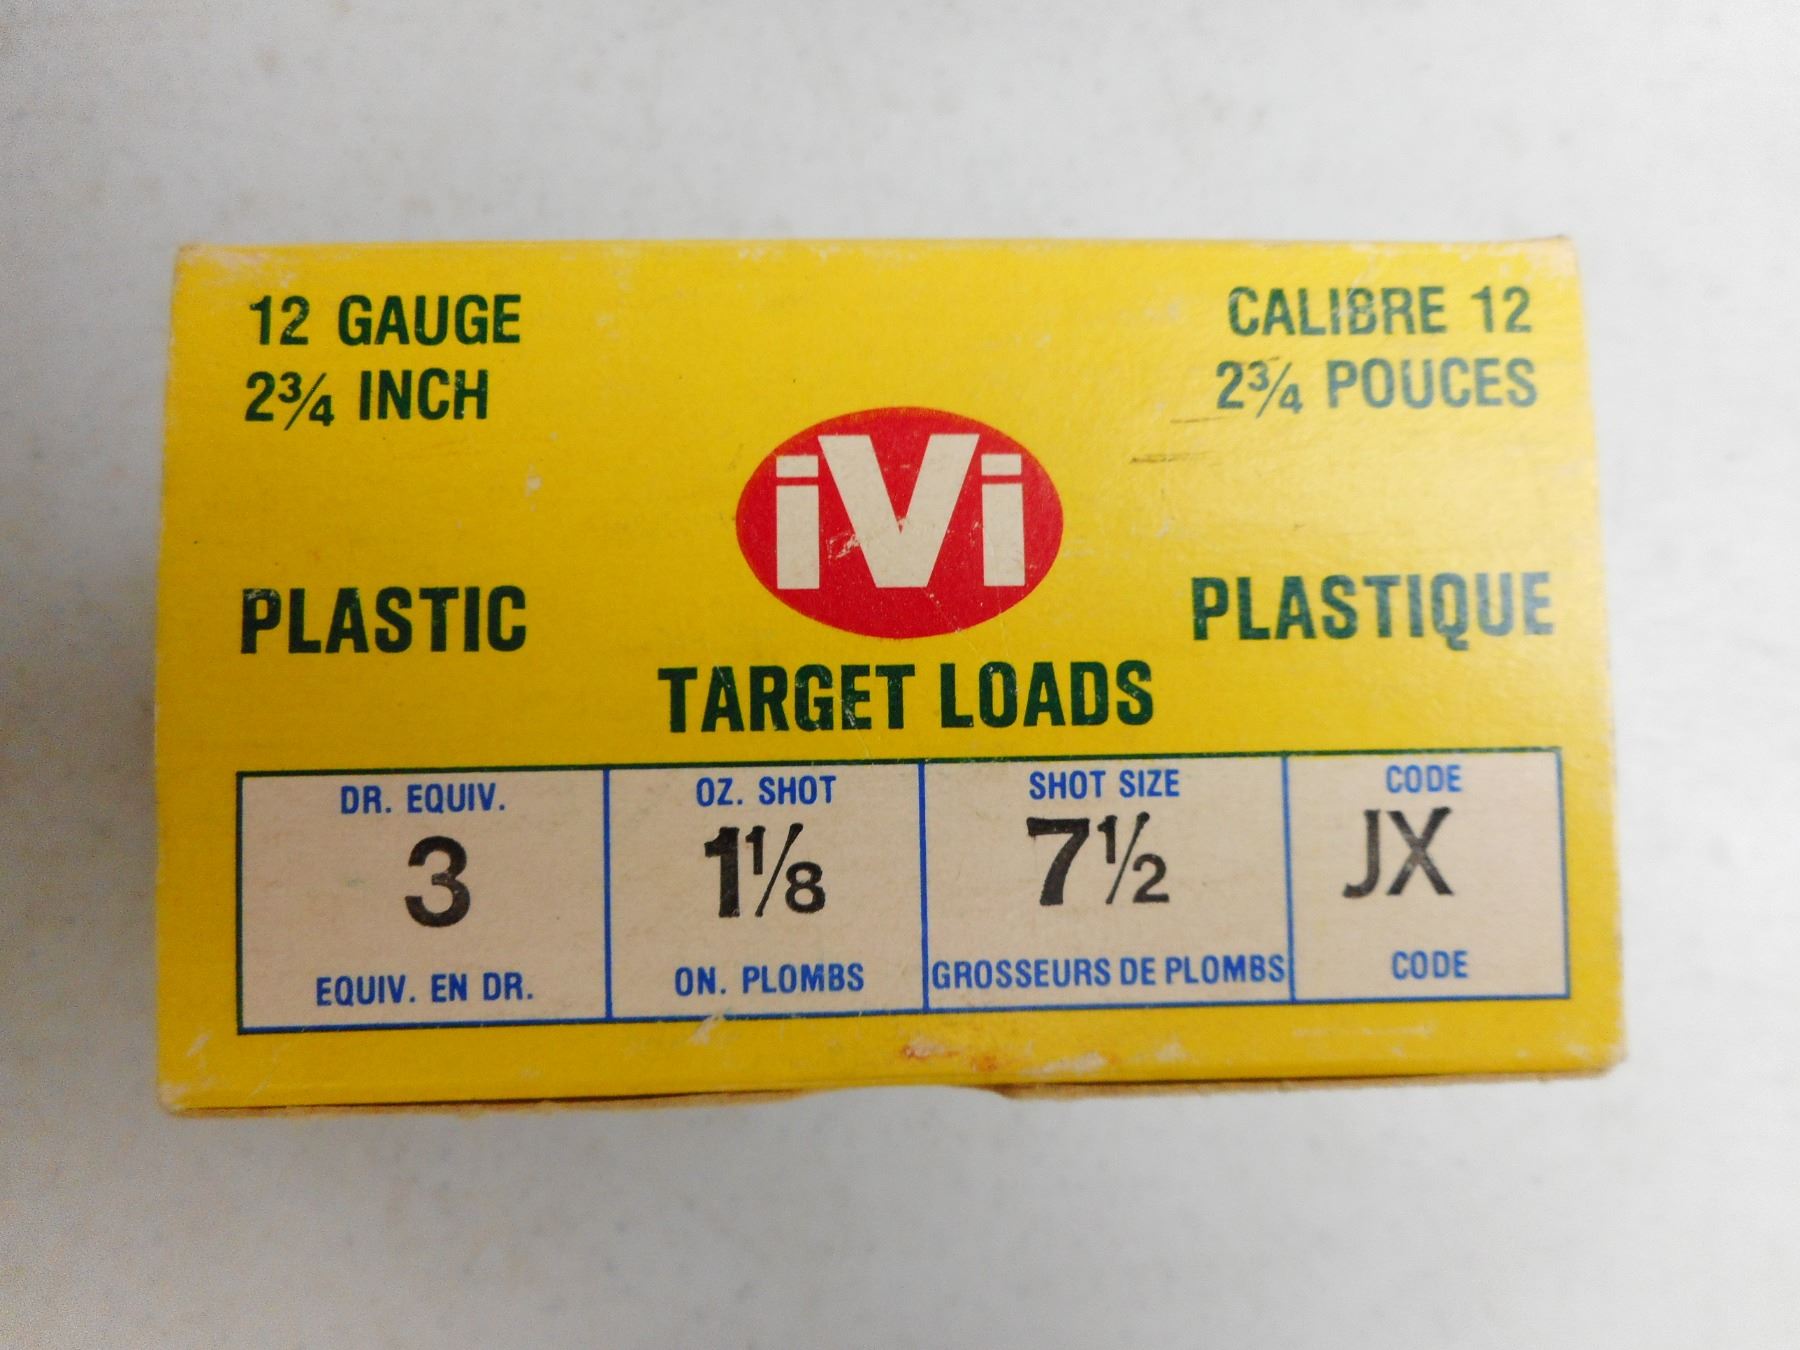 12 GAUGE
2¾ INCH
CALIBRE 12
2¾ POUCES
iVi
PLASTIC
PLASTIQUE
TARGET LOADS
DR. EQUIV.
3
EQUIV. EN DR.
OZ. SHOT
1⅛
ON. PLOMBS
SHOT SIZE
7½
GROSSEURS DE PLOMBS
CODE
JX
CODE